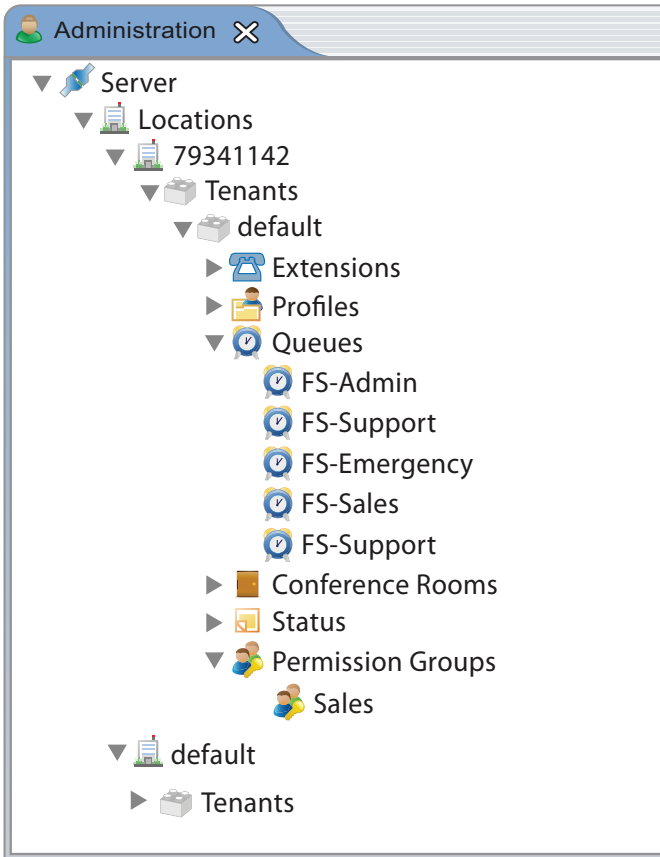 Administration
Server
Locations
79341142
Tenants
default
Extensions
Profiles
Queues
FS-Admin
FS-Support
FS-Emergency
FS-Sales
FS-Support
Conference Rooms
Status
Permission Groups
Sales
default
Tenants